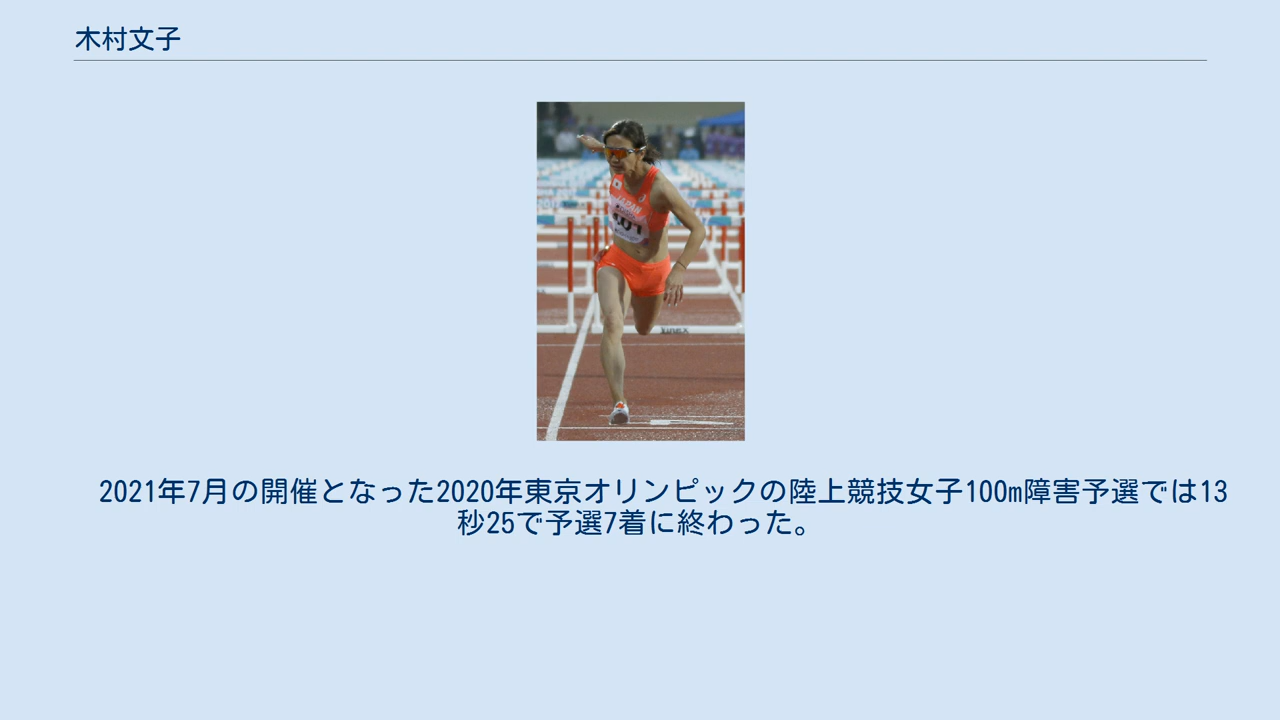 木村文子
JAPAN
2021年7月の開催となった2020年東京オリンピックの陸上競技女子100m障害予選では13
秒25で予選7着に終わった。